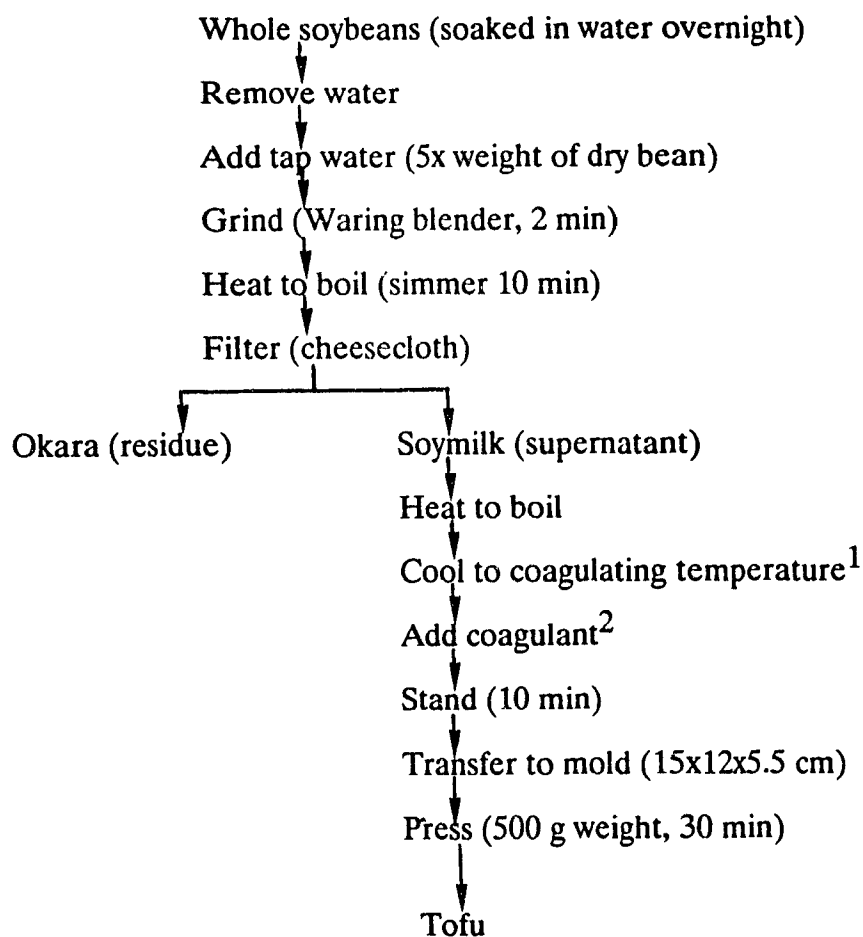 Whole soybeans (soaked in water overnight)
Remove water
Add tap water (5x weight of dry bean)
Grind (Waring blender, 2 min)
Heat to boil (simmer 10 min)
Filter (cheesecloth)
Okara (residue)
Soymilk (supernatant)
Heat to boil
Cool to coagulating temperature1
Add coagulant2
Stand (10 min)
Transfer to mold (15x12x5.5 cm)
Press (500 g weight, 30 min)
Tofu